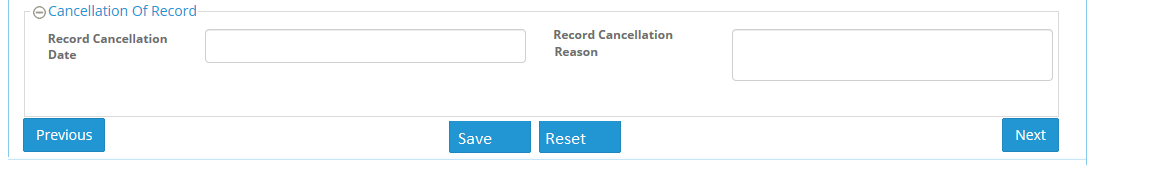 Cancellation Of Record
Record Cancellation
Date
Record Cancellation
Reason
Previous
Save
Reset
Next